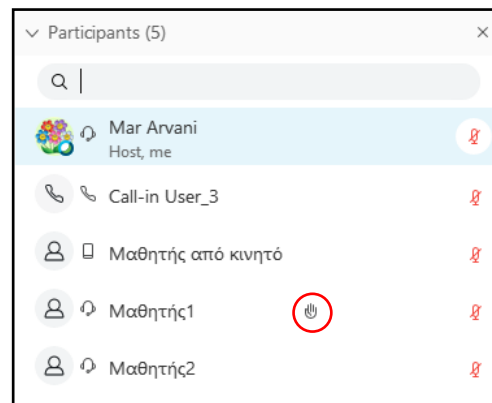 Participants (5)
Mar Arvani
Host, me
Call-in User_3
Μαθητής από κινητό
Μαθητής1
Μαθητής2